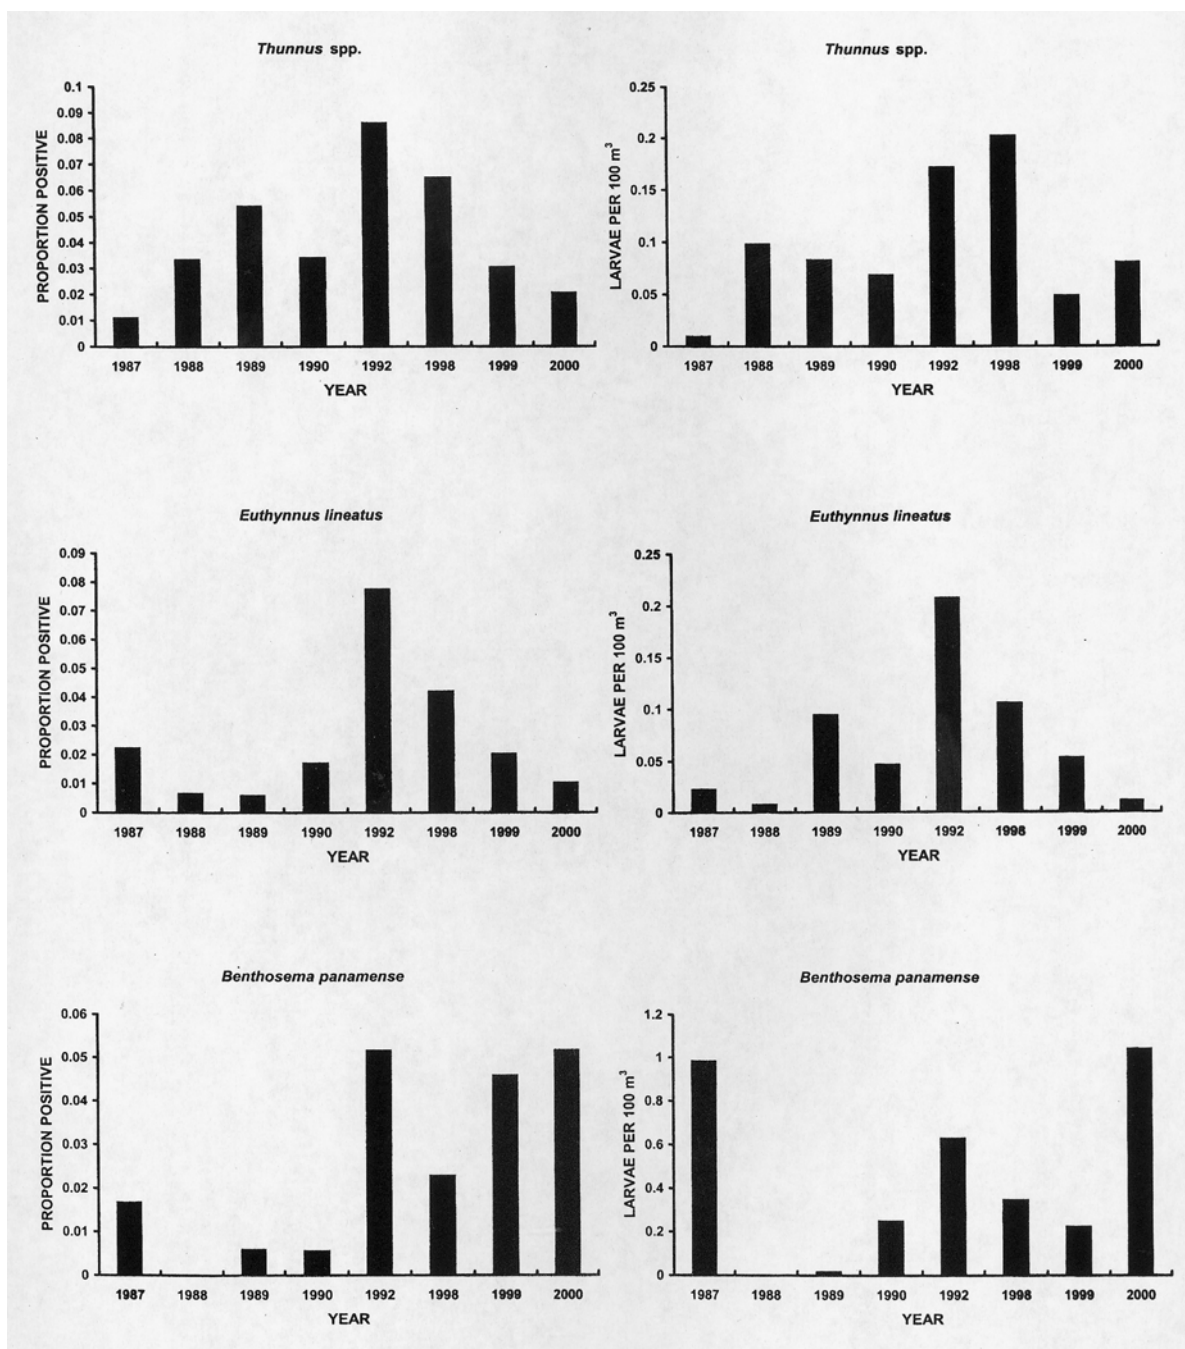 Thunnus spp.
PROPORTION POSITIVE
0.1
0.09
0.08
0.07
0.06
0.05
0.04
0.03
0.02
0.01
0
1987 1988 1989 1990 1992 1998 1999 2000
YEAR
Thunnus spp.
LARVAE PER 100 m³
0.25
0.2
0.15
0.1
0.05
0
1987 1988 1989 1990 1992 1998 1999 2000
YEAR
Euthynnus lineatus
PROPORTION POSITIVE
0.09
0.08
0.07
0.06
0.05
0.04
0.03
0.02
0.01
0
1987 1988 1989 1990 1992 1998 1999 2000
YEAR
Euthynnus lineatus
LARVAE PER 100 m³
0.25
0.2
0.15
0.1
0.05
0
1987 1988 1989 1990 1992 1998 1999 2000
YEAR
Benthosema panamense
PROPORTION POSITIVE
0.06
0.05
0.04
0.03
0.02
0.01
0
1987 1988 1989 1990 1992 1998 1999 2000
YEAR
Benthosema panamense
LARVAE PER 100 m³
1.2
1
0.8
0.6
0.4
0.2
0
1987 1988 1989 1990 1992 1998 1999 2000
YEAR